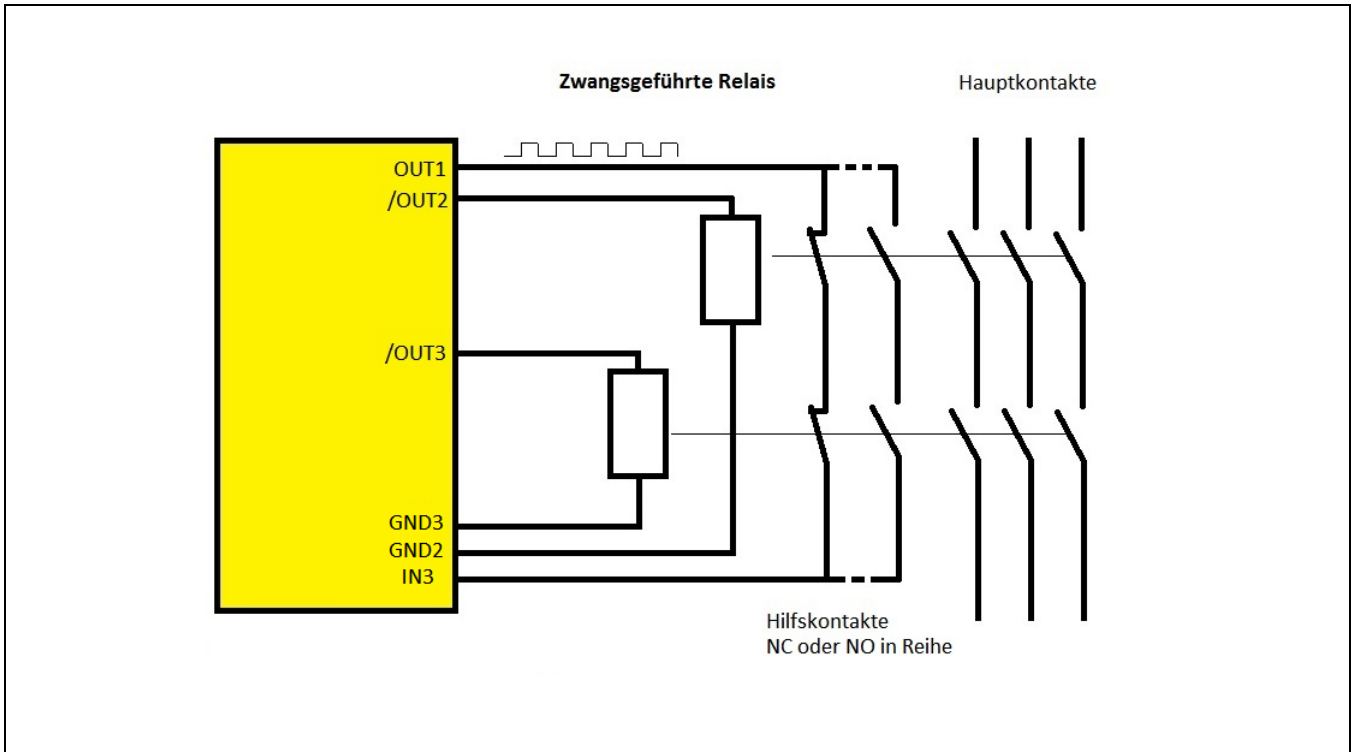 Zwangsgeführte Relais
Hauptkontakte
OUT1
/OUT2
/OUT3
GND3
GND2
IN3
Hilfskontakte
NC oder NO in Reihe